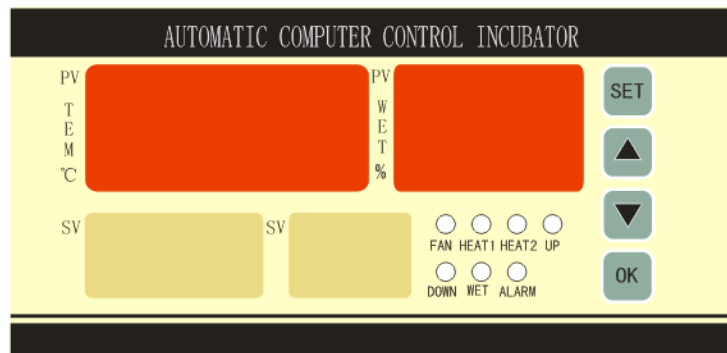 AUTOMATIC COMPUTER CONTROL INCUBATOR
PV
TEM
℃
PV
WET
%
SET
SV
SV
FAN HEAT1 HEAT2 UP
DOWN WET ALARM
OK